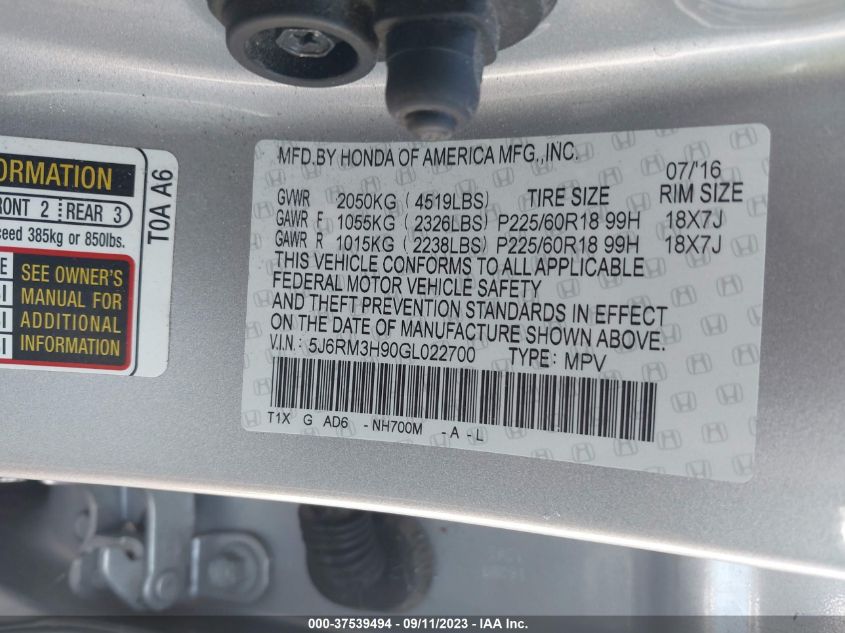 ORMATION
RONT 2 REAR 3
ceed 385kg or 850lbs.
E
SI
I
SI
SEE OWNER'S
MANUAL FOR
ADDITIONAL
INFORMATION
T0A A6
MFD.BY HONDA OF AMERICA MFG.,INC. 07/'16
GVWR 2050KG (4519LBS) TIRE SIZE RIM SIZE
GAWR F 1055KG (2326LBS) P225/60R18 99H 18X7J
GAWR R 1015KG (2238LBS) P225/60R18 99H 18X7J
THIS VEHICLE CONFORMS TO ALL APPLICABLE
FEDERAL MOTOR VEHICLE SAFETY
AND THEFT PREVENTION STANDARDS IN EFFECT
ON THE DATE OF MANUFACTURE SHOWN ABOVE.
V.I.N.: 5J6RM3H90GL022700 TYPE: MPV
T1X G AD6 -NH700M -A-L
000-37539494 - 09/11/2023 - IAA Inc.